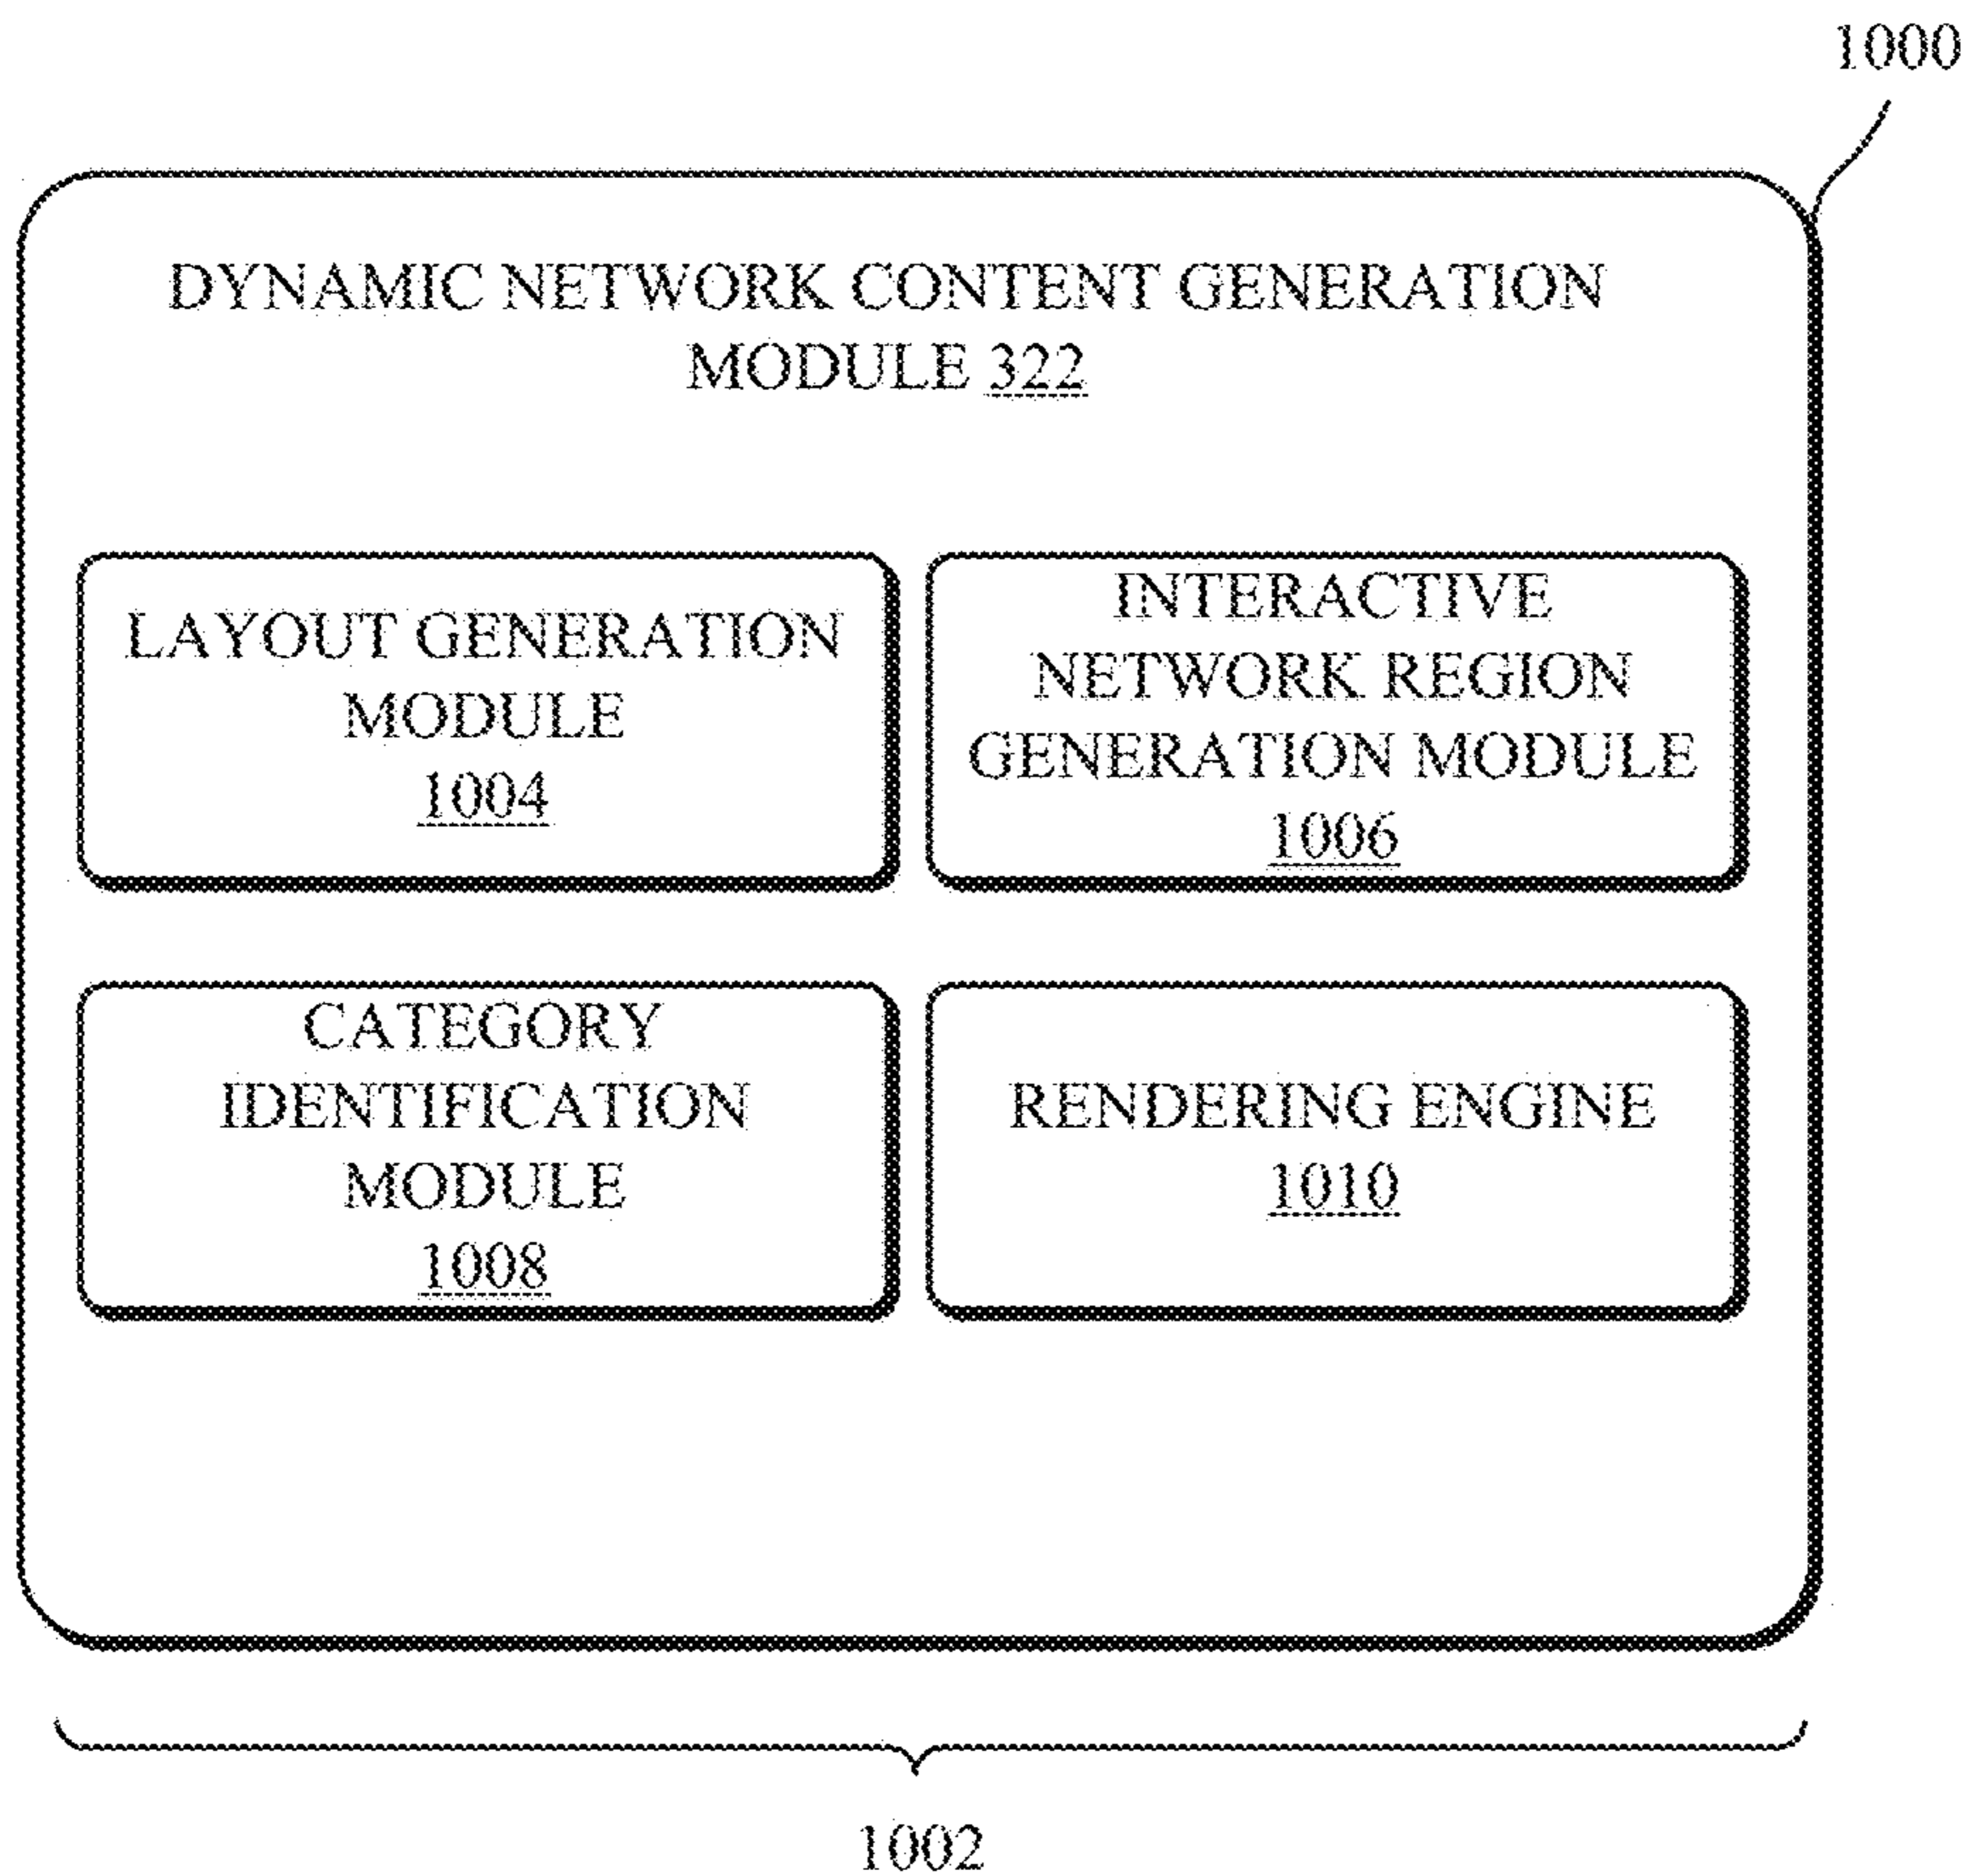 1000
DYNAMIC NETWORK CONTENT GENERATION
MODULE 322
LAYOUT GENERATION
MODULE
1004
INTERACTIVE
NETWORK REGION
GENERATION MODULE
1006
CATEGORY
IDENTIFICATION
MODULE
1008
RENDERING ENGINE
1010
1002